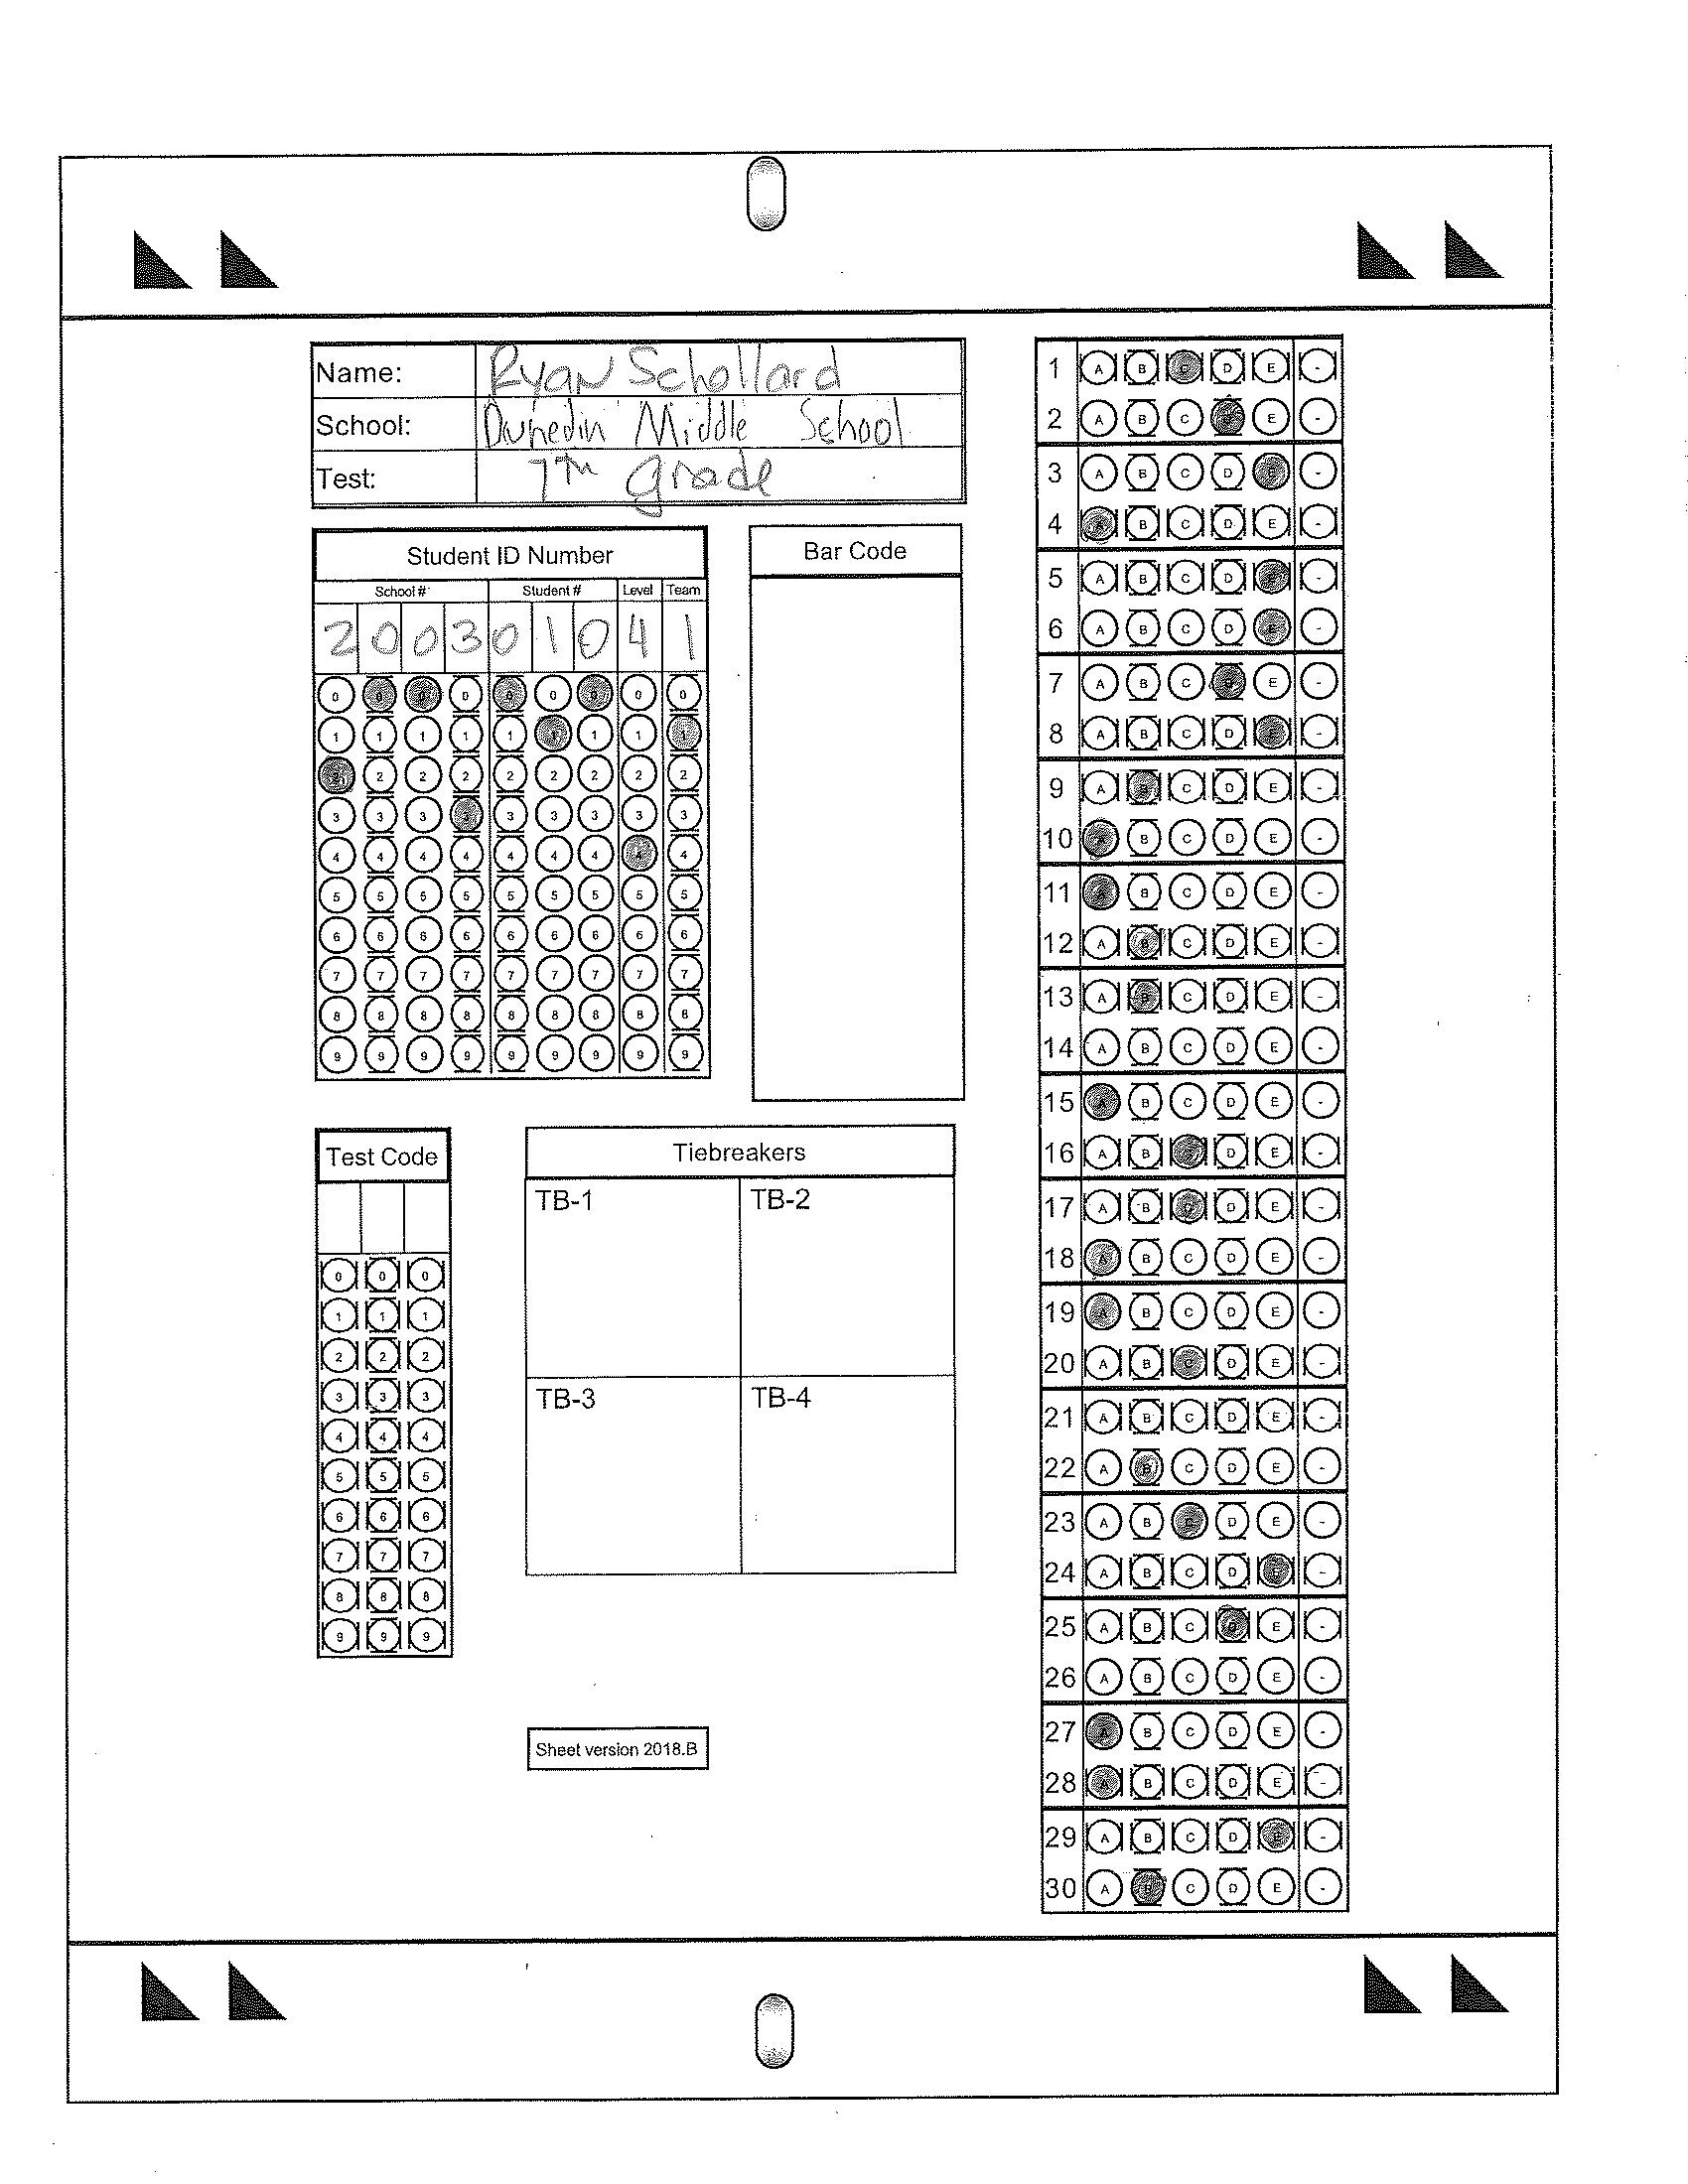 Name: Ryan Schollard
School: Dunedin Middle School
Test: 7th grade
Student ID Number
School # Student # Level Team
2 0 0 3 0 1 0 4 1
0 0 0 0 0 0 0 0 0
1 1 1 1 1 1 1 1 1
2 2 2 2 2 2 2 2 2
3 3 3 3 3 3 3 3 3
4 4 4 4 4 4 4 4 4
5 5 5 5 5 5 5 5 5
6 6 6 6 6 6 6 6 6
7 7 7 7 7 7 7 7 7
8 8 8 8 8 8 8 8 8
9 9 9 9 9 9 9 9 9
Bar Code
Test Code
0 0 0
1 1 1
2 2 2
3 3 3
4 4 4
5 5 5
6 6 6
7 7 7
8 8 8
9 9 9
Tiebreakers
TB-1 TB-2
TB-3 TB-4
Sheet version 2018.B
1 A B C D E -
2 A B C D E -
3 A B C D E -
4 A B C D E -
5 A B C D E -
6 A B C D E -
7 A B C D E -
8 A B C D E -
9 A B C D E -
10 A B C D E -
11 A B C D E -
12 A B C D E -
13 A B C D E -
14 A B C D E -
15 A B C D E -
16 A B C D E -
17 A B C D E -
18 A B C D E -
19 A B C D E -
20 A B C D E -
21 A B C D E -
22 A B C D E -
23 A B C D E -
24 A B C D E -
25 A B C D E -
26 A B C D E -
27 A B C D E -
28 A B C D E -
29 A B C D E -
30 A B C D E -